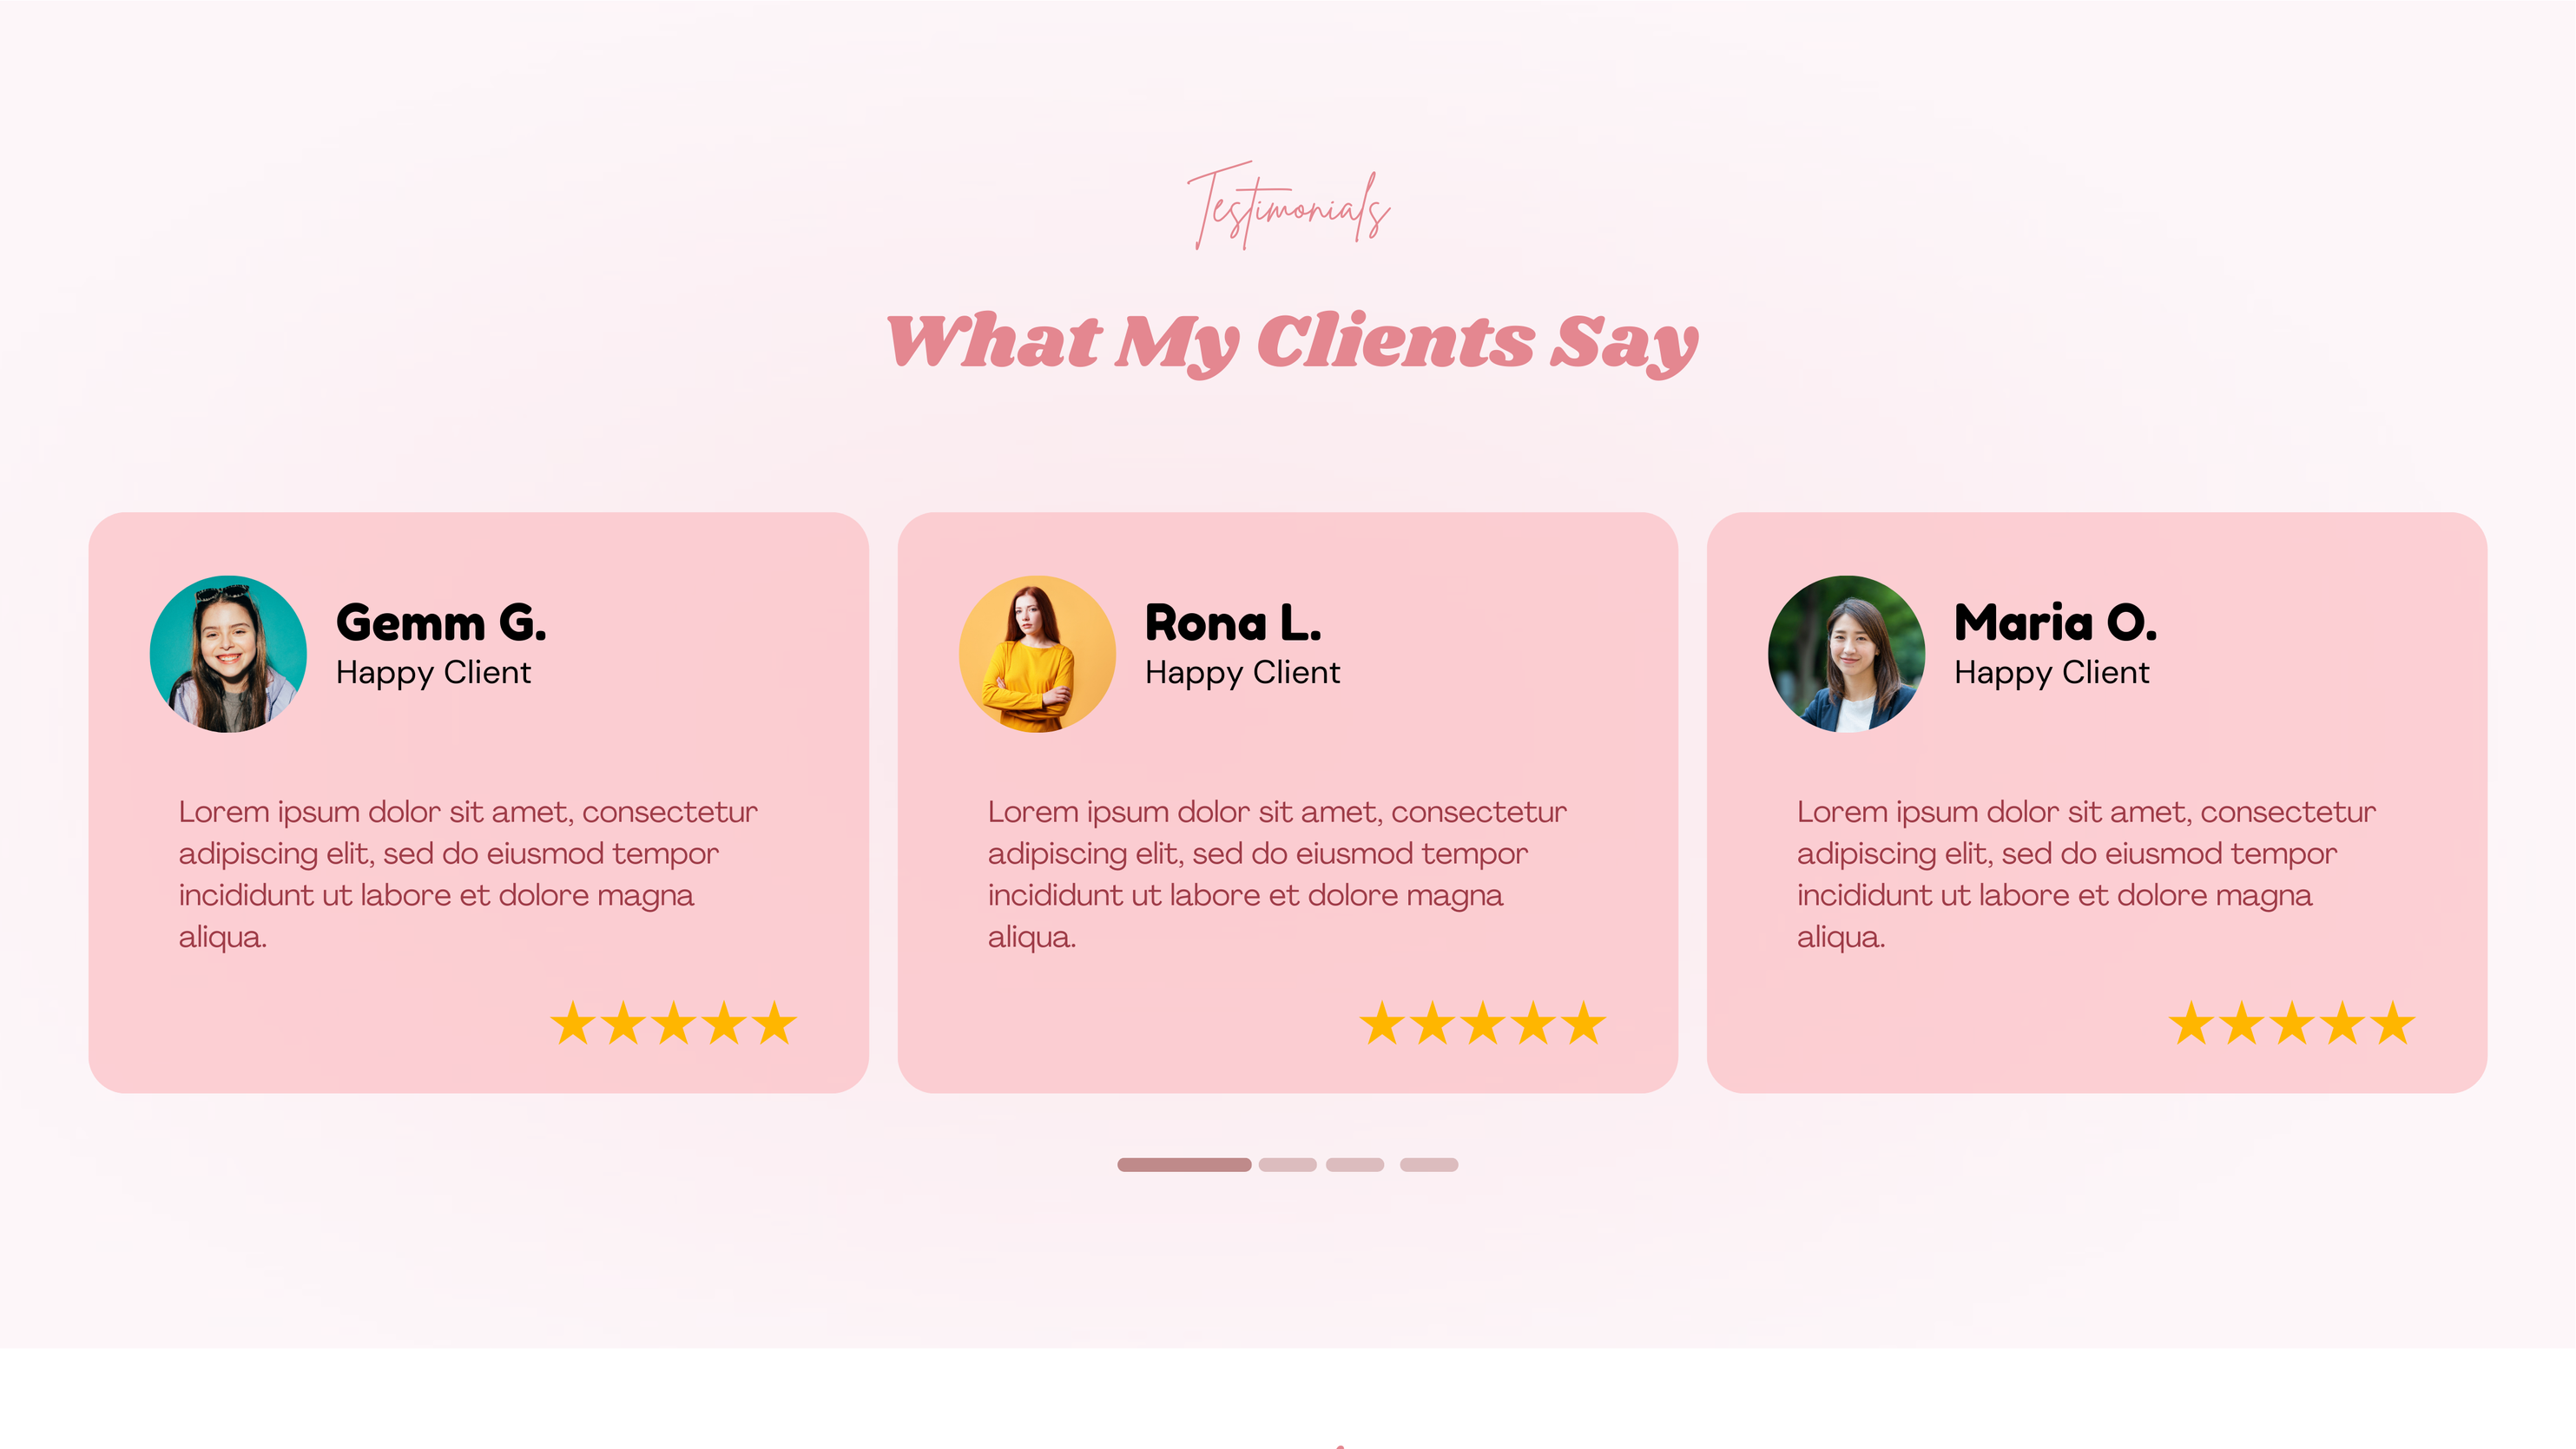 Testimonials
What My Clients Say
Gemm G.
Happy Client
Lorem ipsum dolor sit amet, consectetur
adipiscing elit, sed do eiusmod tempor
incididunt ut labore et dolore magna
aliqua.
★★★★★
Rona L.
Happy Client
Lorem ipsum dolor sit amet, consectetur
adipiscing elit, sed do eiusmod tempor
incididunt ut labore et dolore magna
aliqua.
★★★★★
Maria O.
Happy Client
Lorem ipsum dolor sit amet, consectetur
adipiscing elit, sed do eiusmod tempor
incididunt ut labore et dolore magna
aliqua.
★★★★★